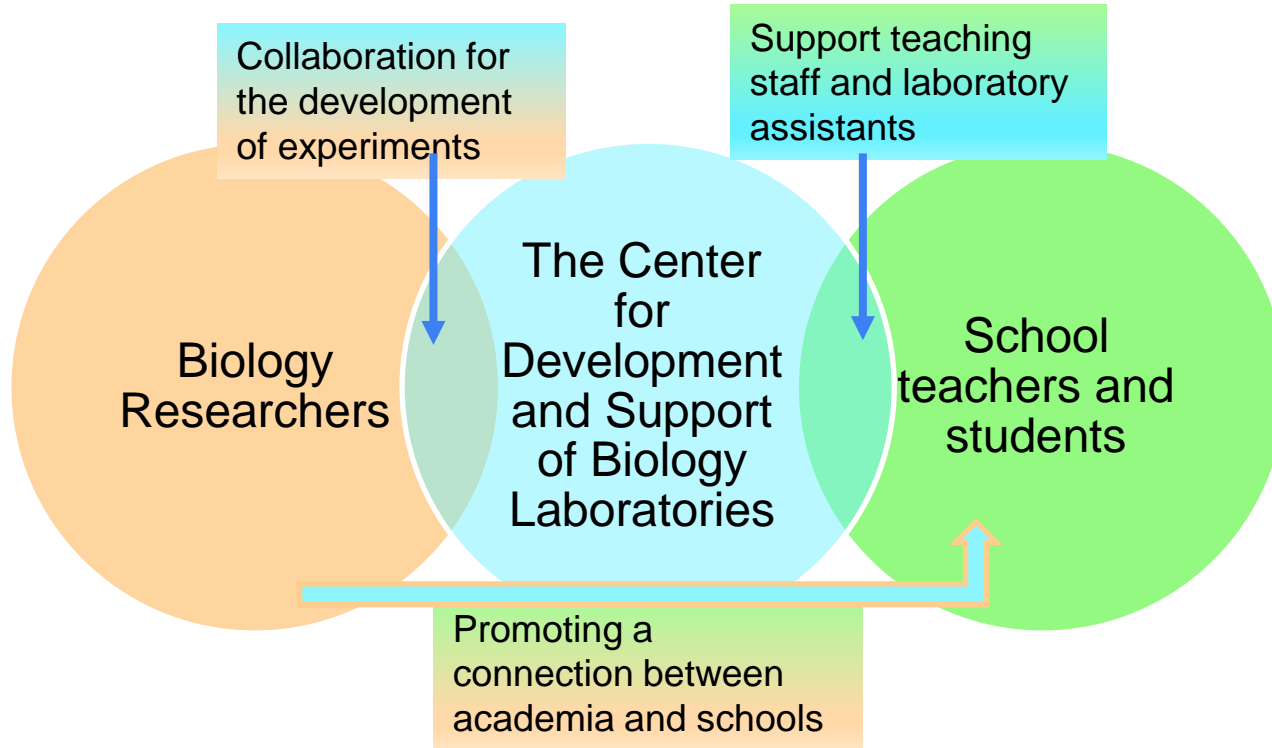 Collaboration for
the development
of experiments
Support teaching
staff and laboratory
assistants
Biology
Researchers
The Center
for
Development
and Support
of Biology
Laboratories
School
teachers and
students
Promoting a
connection between
academia and schools